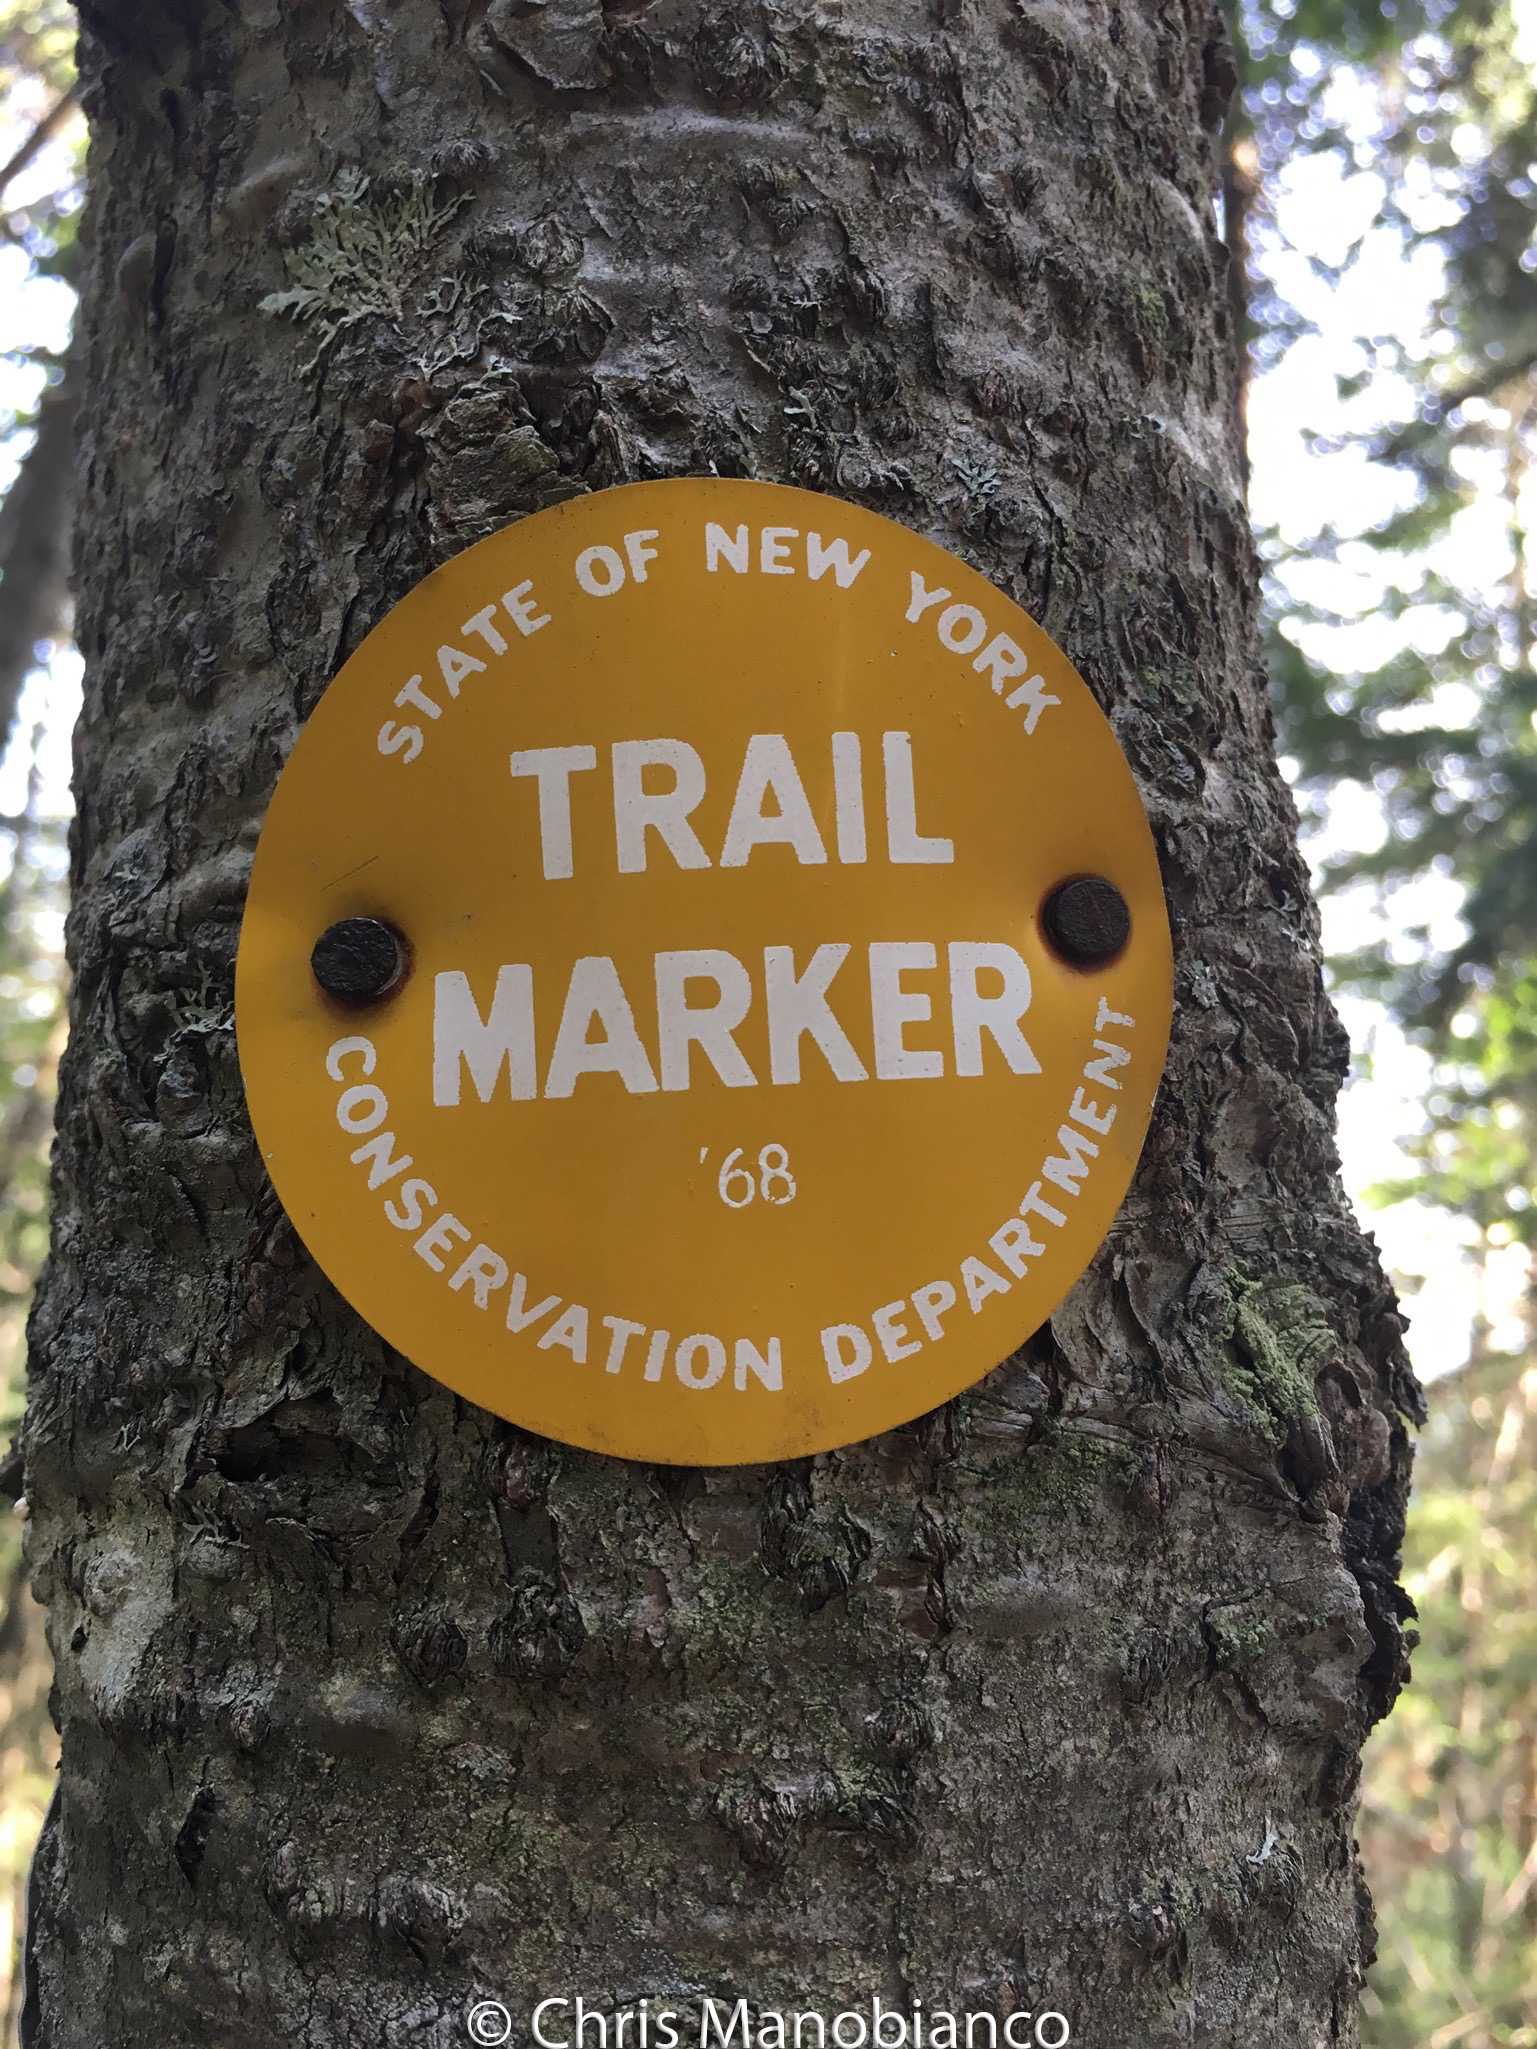 STATE OF NEW YORK
TRAIL
MARKER
'68
CONSERVATION DEPARTMENT
© Chris Manobianco